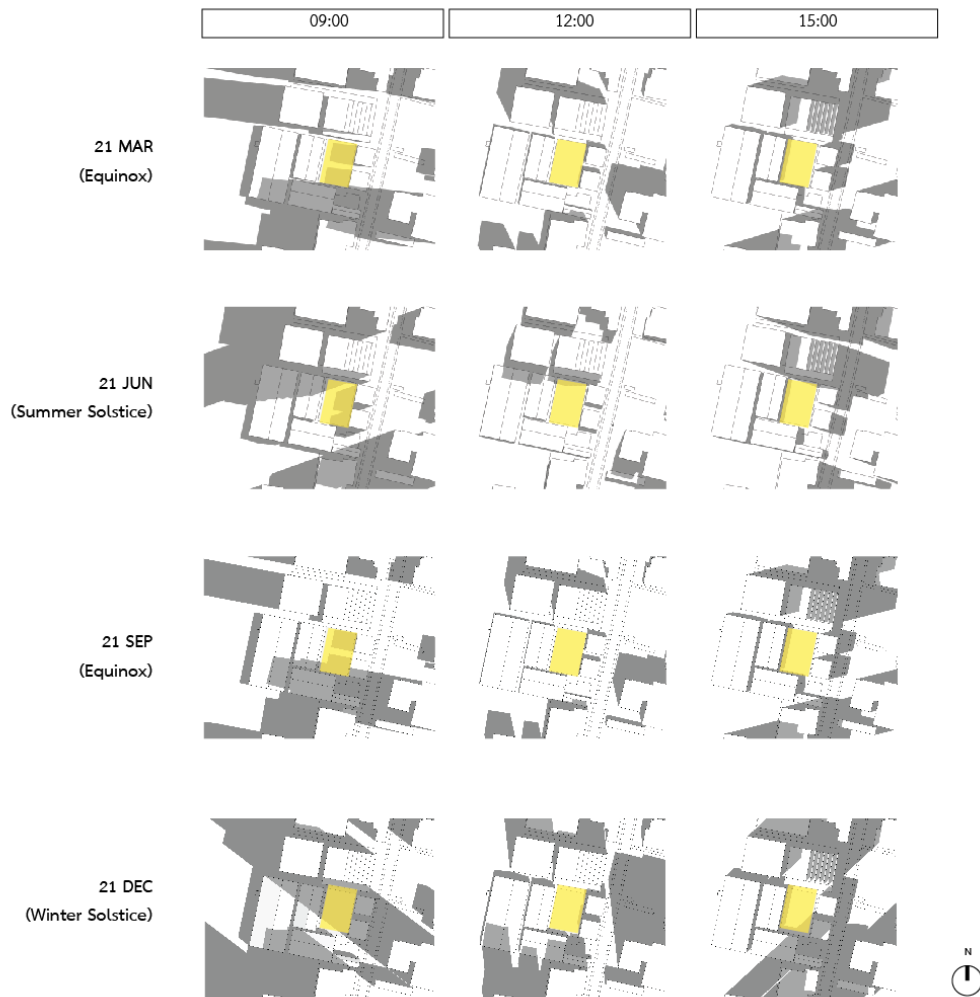 09:00 12:00 15:00
21 MAR
(Equinox)
21 JUN
(Summer Solstice)
21 SEP
(Equinox)
21 DEC
(Winter Solstice)
N